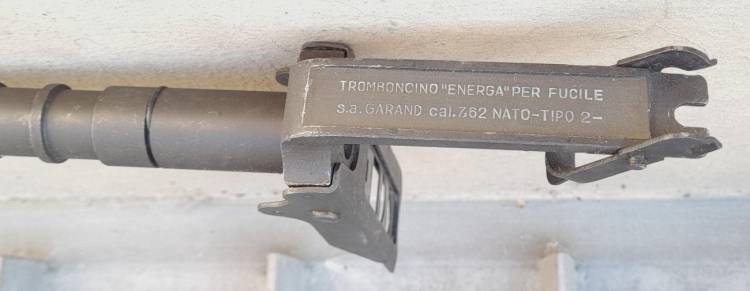 TROMBONCINO "ENERGA" PER FUCILE
s.a. GARAND cal. 7.62 NATO-TIPO 2-